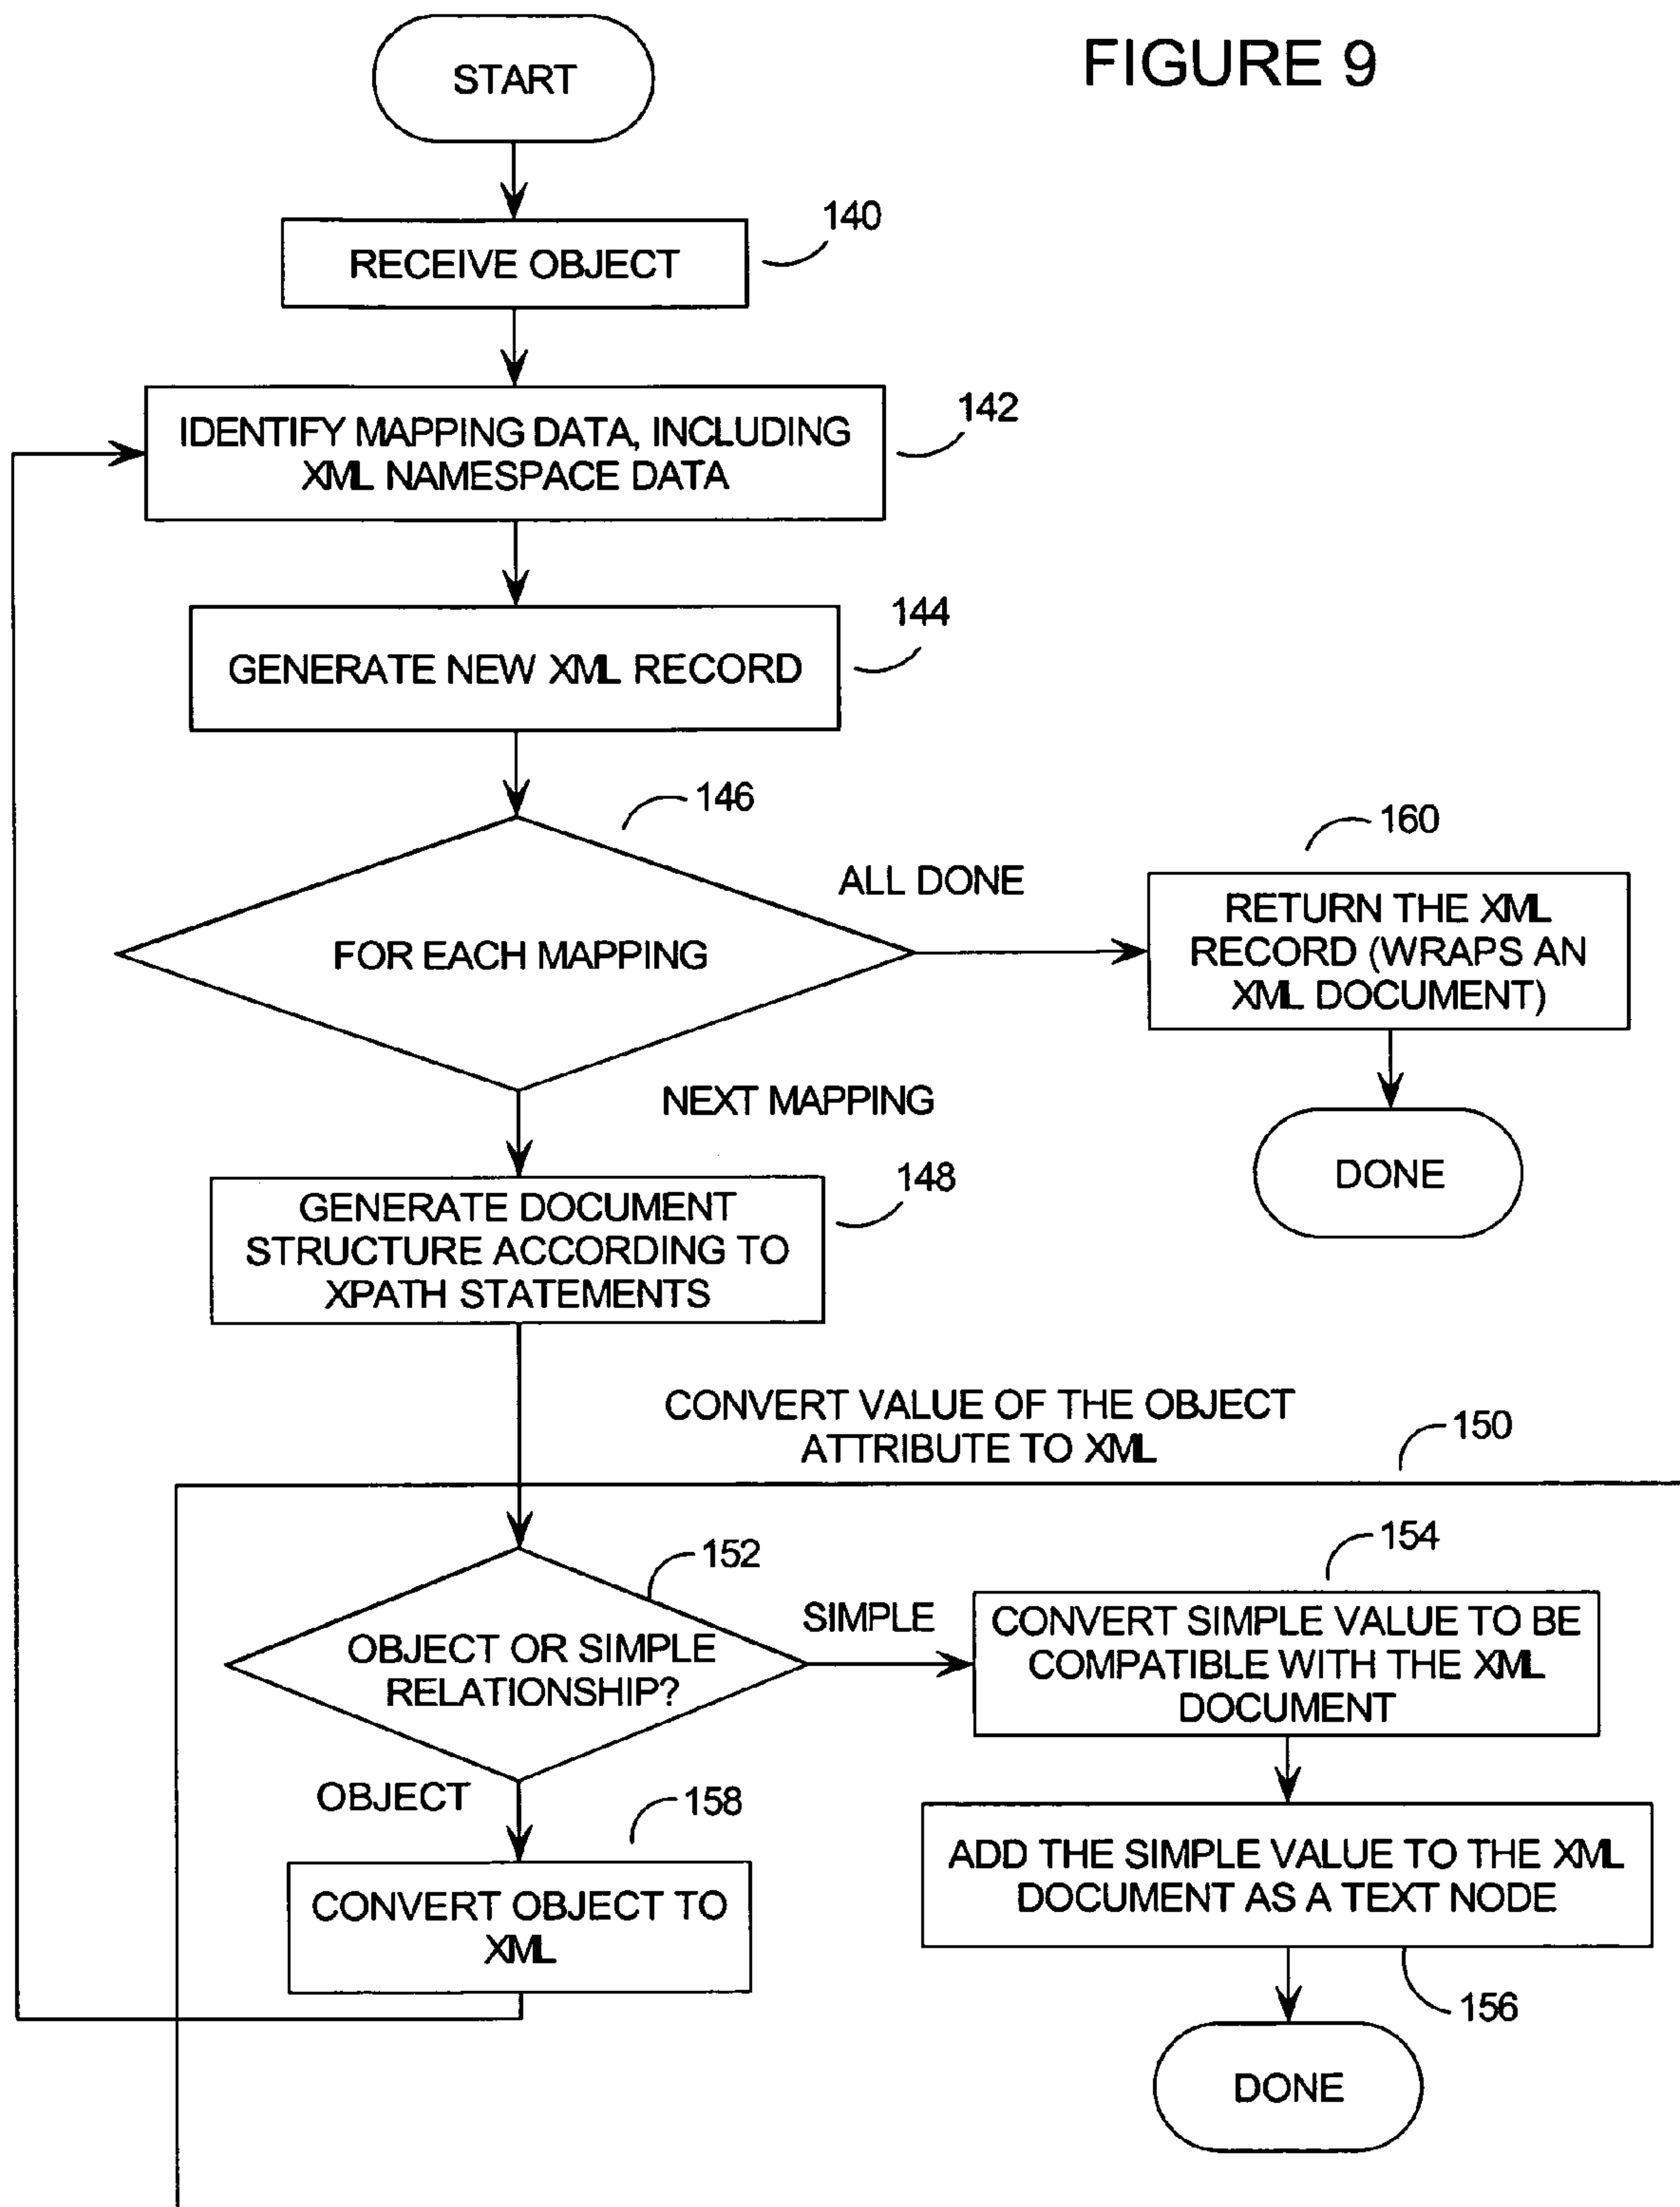 FIGURE 9
START
140
RECEIVE OBJECT
142
IDENTIFY MAPPING DATA, INCLUDING
XML NAMESPACE DATA
144
GENERATE NEW XML RECORD
146
FOR EACH MAPPING
ALL DONE
160
RETURN THE XML
RECORD (WRAPS AN
XML DOCUMENT)
DONE
NEXT MAPPING
148
GENERATE DOCUMENT
STRUCTURE ACCORDING TO
XPATH STATEMENTS
CONVERT VALUE OF THE OBJECT
ATTRIBUTE TO XML
150
152
OBJECT OR SIMPLE
RELATIONSHIP?
SIMPLE
154
CONVERT SIMPLE VALUE TO BE
COMPATIBLE WITH THE XML
DOCUMENT
OBJECT
158
CONVERT OBJECT TO
XML
ADD THE SIMPLE VALUE TO THE XML
DOCUMENT AS A TEXT NODE
156
DONE